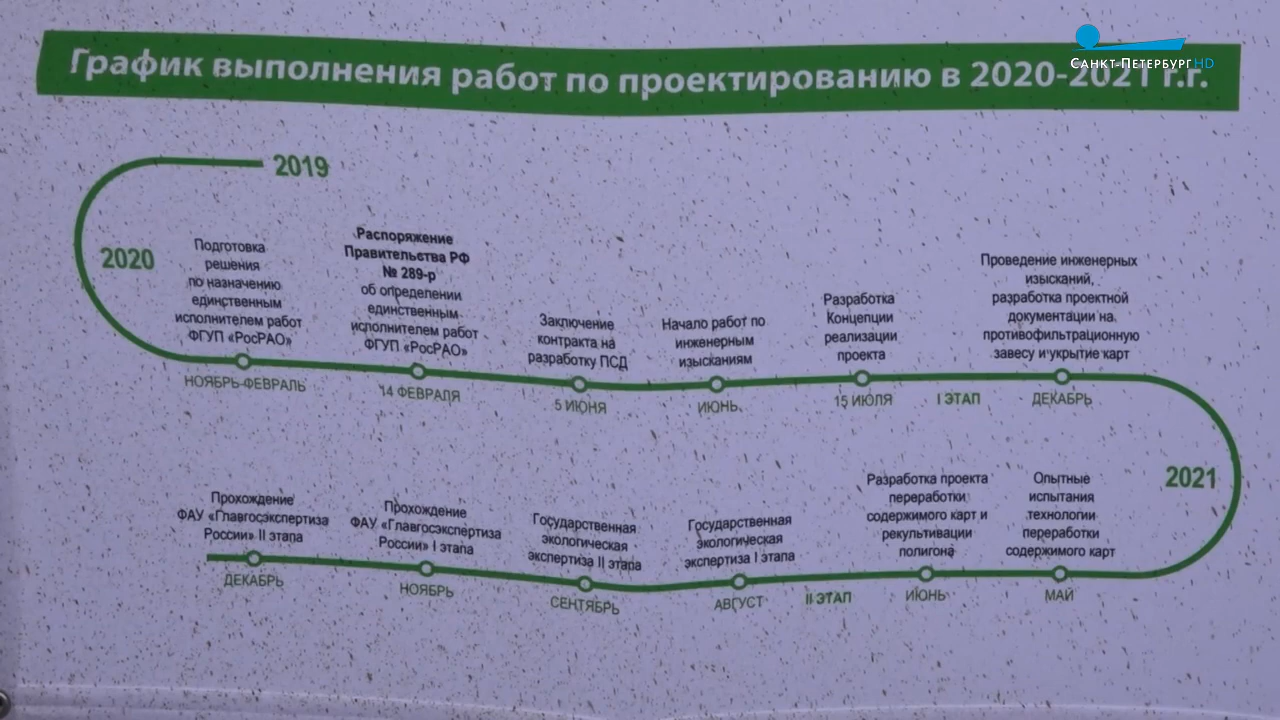 График выполнения работ по проектированию в 2020-2021 г.г.
Санкт-Петербург HD
2019
2020
Подготовка
решения
по назначению
единственным
исполнителем работ
ФГУП «РосРАО»
НОЯБРЬ-ФЕВРАЛЬ
Распоряжение
Правительства РФ
№ 289-р
об определении
единственным
исполнителем работ
ФГУП «РосРАО»
14 ФЕВРАЛЯ
Заключение
контракта на
разработку ПСД
5 ИЮНЯ
Начало работ по
инженерным
изысканиям
ИЮНЬ
Разработка
Концепции
реализации
проекта
15 ИЮЛЯ
I ЭТАП
Проведение инженерных
изысканий,
разработка проектной
документации на
противофильтрационную
завесу и укрытие карт
ДЕКАБРЬ
2021
Опытные
испытания
технологии
переработки
содержимого карт
МАЙ
Разработка проекта
переработки
содержимого карт и
рекультивации
полигона
ИЮНЬ
II ЭТАП
Государственная
экологическая
экспертиза I этапа
АВГУСТ
Государственная
экологическая
экспертиза II этапа
СЕНТЯБРЬ
Прохождение
ФАУ «Главгосэкспертиза
России» I этапа
НОЯБРЬ
Прохождение
ФАУ «Главгосэкспертиза
России» II этапа
ДЕКАБРЬ